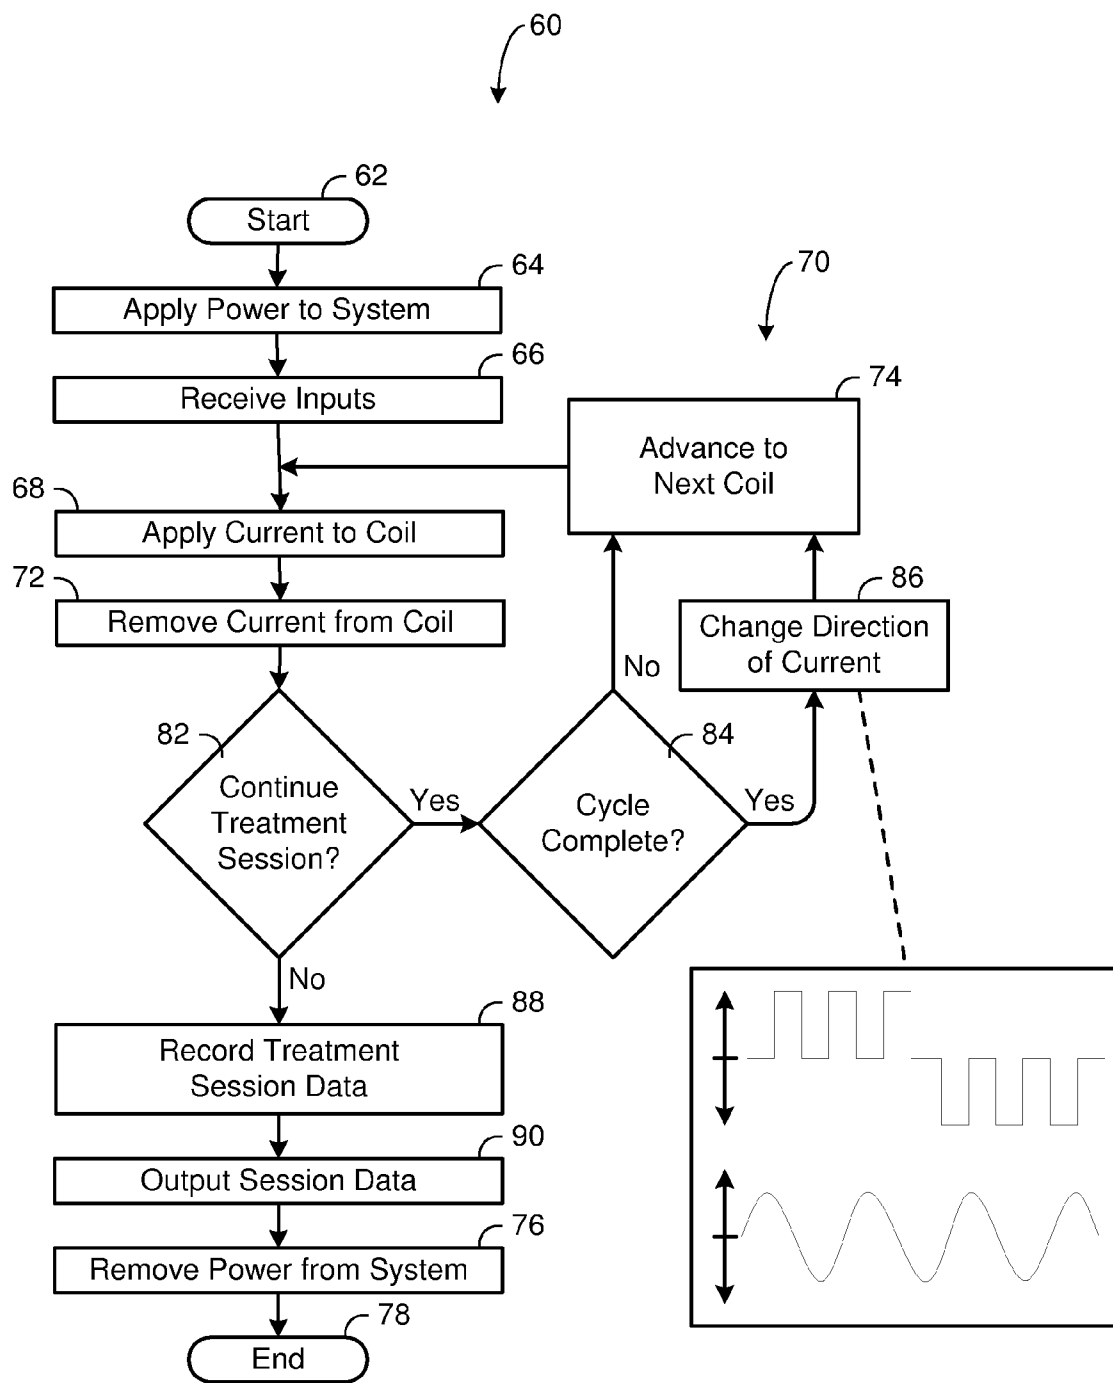 60
62
Start
64
Apply Power to System
70
66
Receive Inputs
74
Advance to
Next Coil
68
Apply Current to Coil
72
Remove Current from Coil
86
Change Direction
of Current
No
82
Continue
Treatment
Session?
Yes
84
Cycle
Complete?
Yes
No
88
Record Treatment
Session Data
90
Output Session Data
76
Remove Power from System
78
End